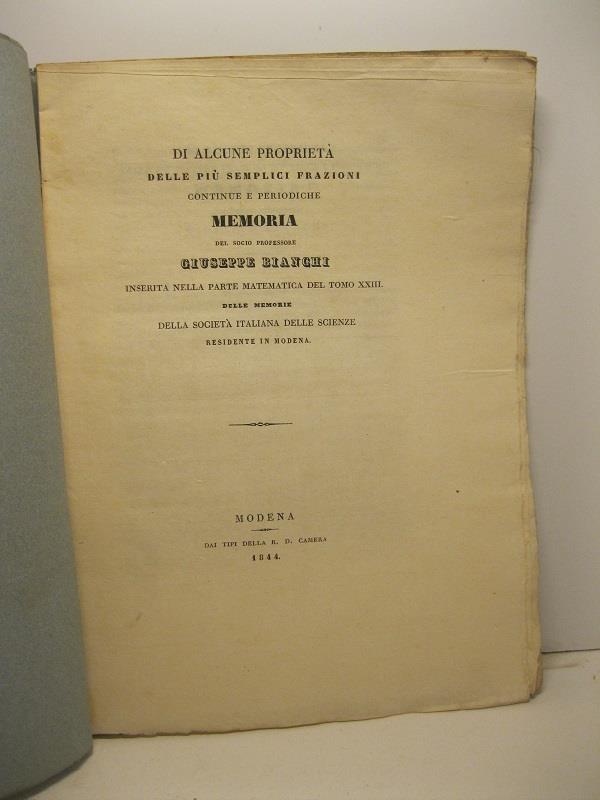 DI ALCUNE PROPRIETÀ
DELLE PIÙ SEMPLICI FRAZIONI
CONTINUE E PERIODICHE
MEMORIA
DEL SOCIO PROFESSORE
GIUSEPPE BIANCHI
INSERITA NELLA PARTE MATEMATICA DEL TOMO XXIII.
DELLE MEMORIE
DELLA SOCIETÀ ITALIANA DELLE SCIENZE
RESIDENTE IN MODENA.
MODENA
DAI TIPI DELLA R. D. CAMERA
1844.